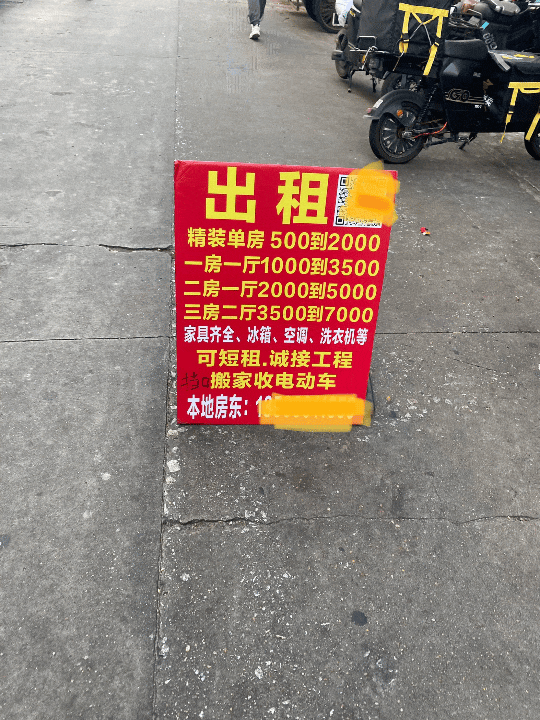 出租
精装单房 500到2000
一房一厅1000到3500
二房一厅2000到5000
三房二厅3500到7000
家具齐全、冰箱、空调、洗衣机等
可短租.诚接工程
搬家收电动车
本地房东：